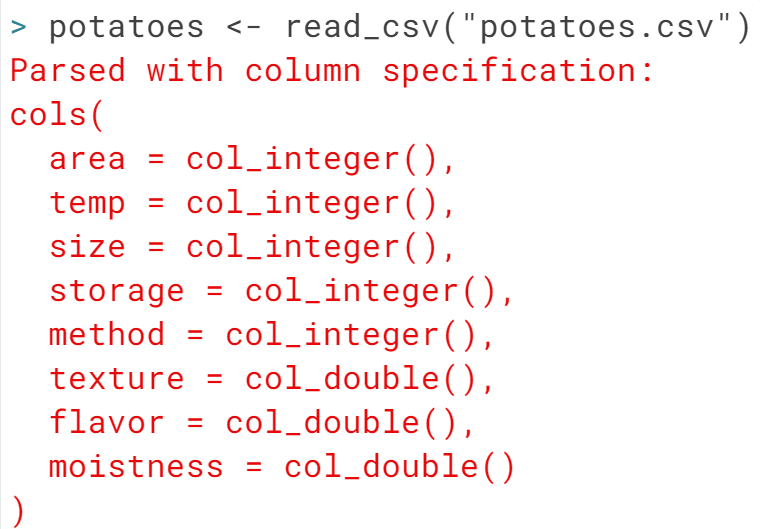 > potatoes <- read_csv("potatoes.csv")
Parsed with column specification:
cols(
  area = col_integer(),
  temp = col_integer(),
  size = col_integer(),
  storage = col_integer(),
  method = col_integer(),
  texture = col_double(),
  flavor = col_double(),
  moistness = col_double()
)